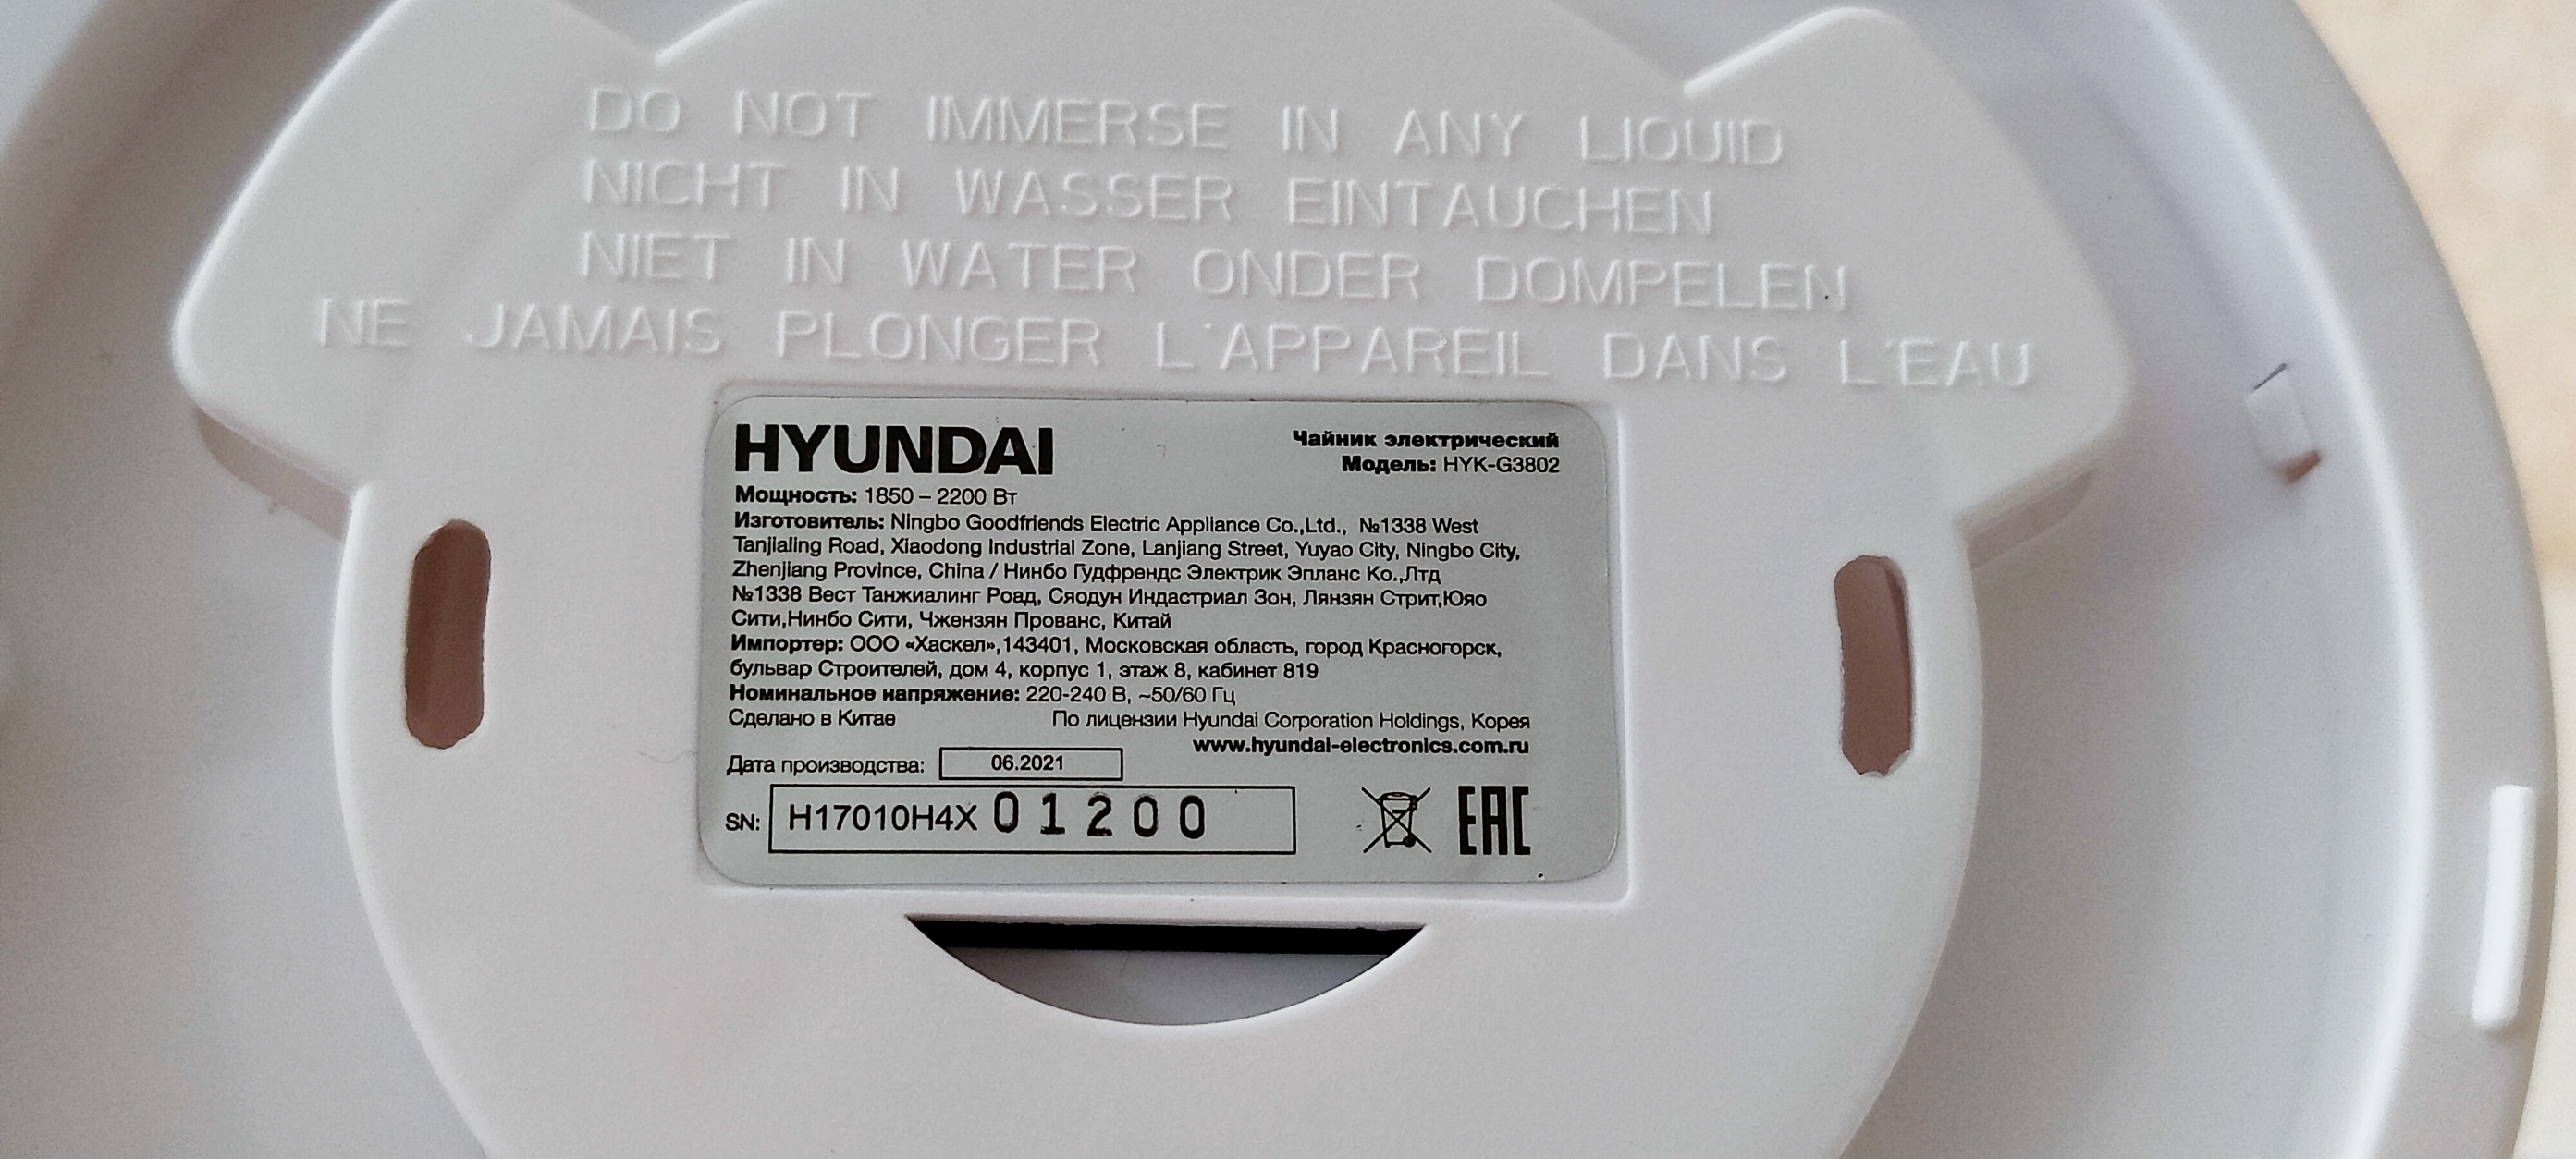 DO NOT IMMERSE IN ANY LIQUID
NICHT IN WASSER EINTAUCHEN
NIET IN WATER ONDER DOMPELEN
NE JAMAIS PLONGER L'APPAREIL DANS L'EAU
HYUNDAI
Чайник электрический
Модель: HYK-G3802
Мощность: 1850 – 2200 Вт
Изготовитель: Ningbo Goodfriends Electric Appliance Co.,Ltd., №1338 West
Tanjialing Road, Xiaodong Industrial Zone, Lanjiang Street, Yuyao City, Ningbo City,
Zhenjiang Province, China / Нинбо Гудфрендс Электрик Эпланс Ко.,Лтд
№1338 Вест Танжиалинг Роад, Сяодун Индастриал Зон, Лянзян Стрит,Юяо
Сити,Нинбо Сити, Чжензян Прованс, Китай
Импортер: ООО «Хаскел»,143401, Московская область, город Красногорск,
бульвар Строителей, дом 4, корпус 1, этаж 8, кабинет 819
Номинальное напряжение: 220-240 В, ~50/60 Гц
Сделано в Китае По лицензии Hyundai Corporation Holdings, Корея
www.hyundai-electronics.com.ru
Дата производства: 06.2021
SN: H17010H4X 01200
EAC